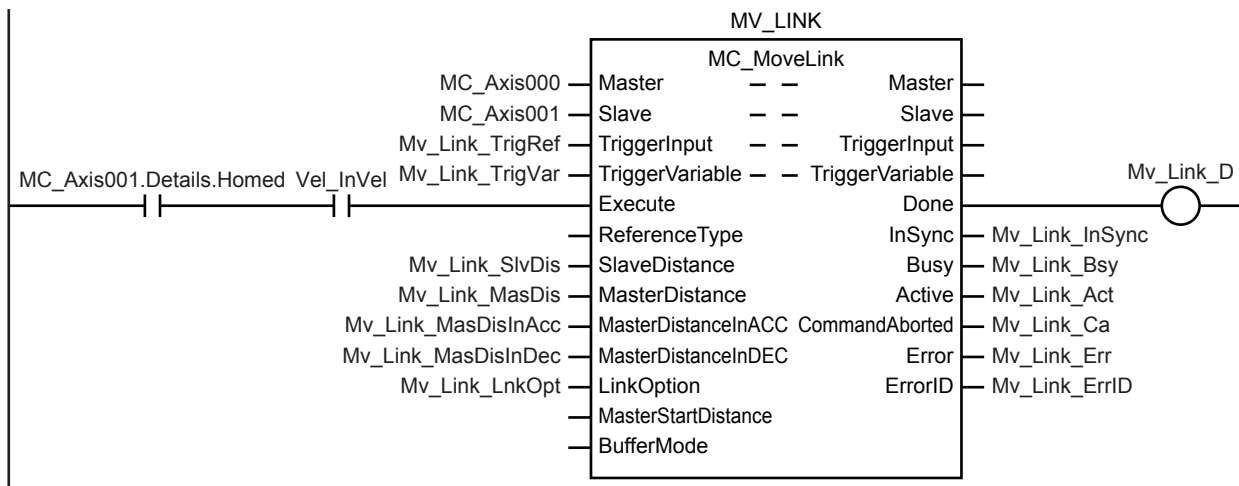 MV_LINK
MC_MoveLink
MC_Axis000 Master Master
MC_Axis001 Slave Slave
Mv_Link_TrigRef TriggerInput TriggerInput
MC_Axis001.Details.Homed Vel_InVel Mv_Link_TrigVar TriggerVariable TriggerVariable Mv_Link_D
Execute Done
ReferenceType InSync Mv_Link_InSync
Mv_Link_SlvDis SlaveDistance Busy Mv_Link_Bsy
Mv_Link_MasDis MasterDistance Active Mv_Link_Act
Mv_Link_MasDisInAcc MasterDistanceInACC CommandAborted Mv_Link_Ca
Mv_Link_MasDisInDec MasterDistanceInDEC Error Mv_Link_Err
Mv_Link_LnkOpt LinkOption ErrorID Mv_Link_ErrID
MasterStartDistance
BufferMode